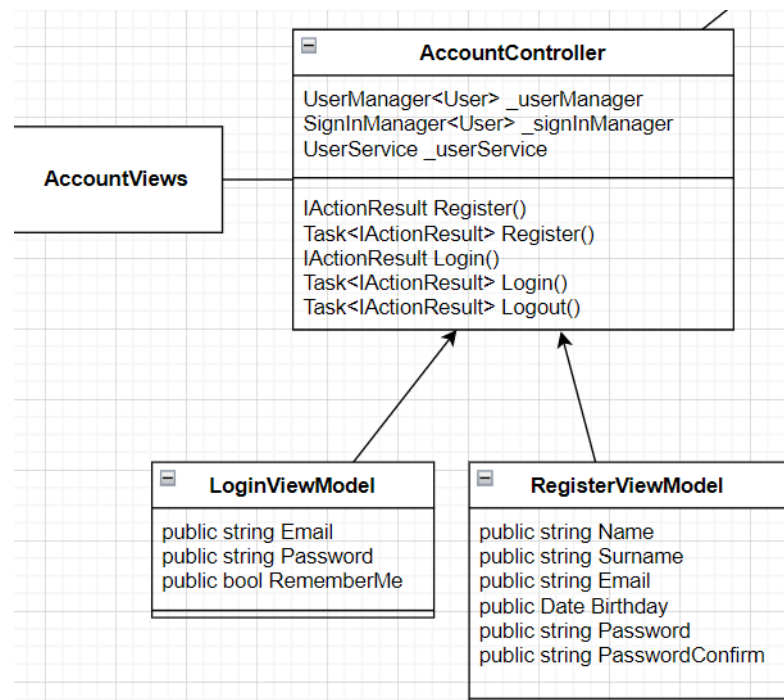 AccountController
UserManager<User> _userManager
SignInManager<User> _signInManager
UserService _userService
AccountViews
IActionResult Register()
Task<IActionResult> Register()
IActionResult Login()
Task<IActionResult> Login()
Task<IActionResult> Logout()
LoginViewModel
public string Email
public string Password
public bool RememberMe
RegisterViewModel
public string Name
public string Surname
public string Email
public Date Birthday
public string Password
public string PasswordConfirm